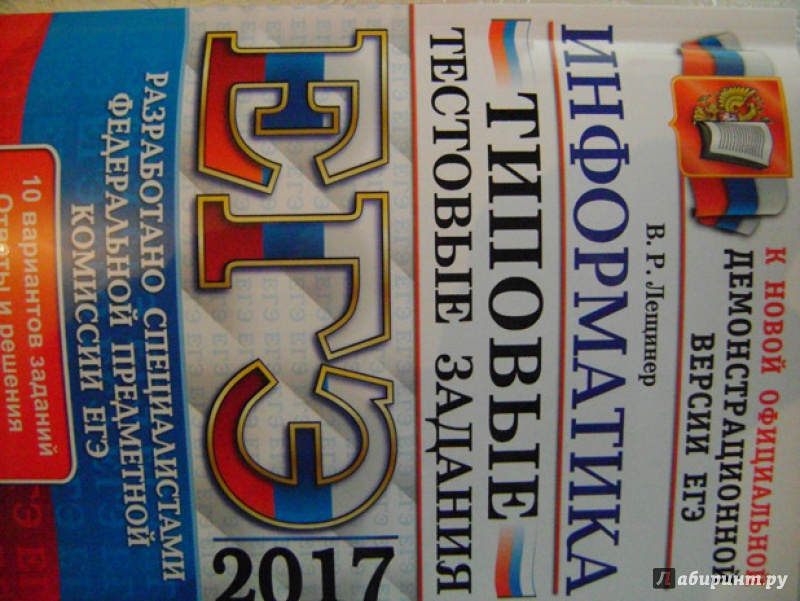 К НОВОЙ ОФИЦИАЛЬНОЙ
ДЕМОНСТРАЦИОННОЙ
ВЕРСИИ ЕГЭ
В. Р. Лещинер
ИНФОРМАТИКА
ТИПОВЫЕ
ТЕСТОВЫЕ ЗАДАНИЯ
ЕГЭ
2017
РАЗРАБОТАНО СПЕЦИАЛИСТАМИ
ФЕДЕРАЛЬНОЙ ПРЕДМЕТНОЙ
КОМИССИИ ЕГЭ
10 вариантов заданий
Ответы и решения
Лабиринт.ру